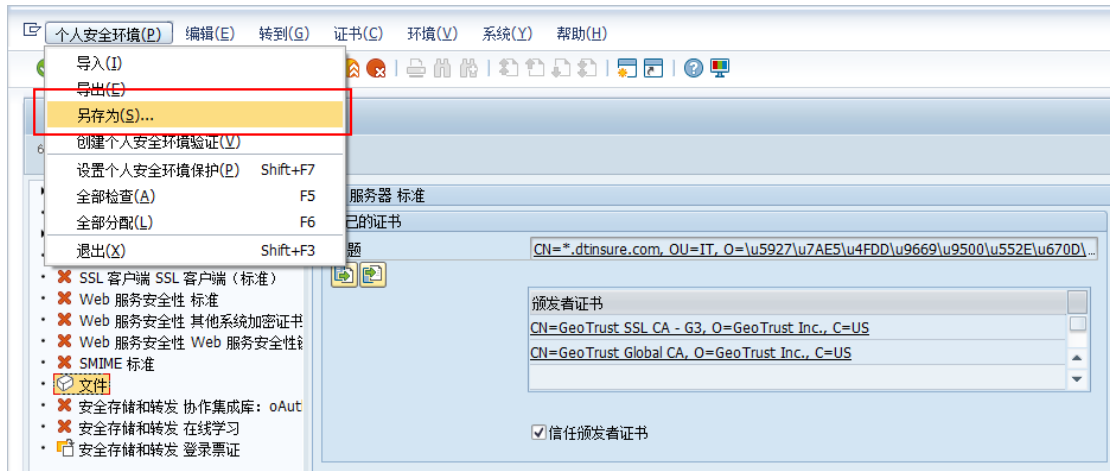 个人安全环境(P) 编辑(E) 转到(G) 证书(C) 环境(V) 系统(Y) 帮助(H)
导入(I)
导出(E)
另存为(S)...
创建个人安全环境验证(V)
6
设置个人安全环境保护(P) Shift+F7
全部检查(A) F5
服务器 标准
全部分配(L) F6
己的证书
退出(X) Shift+F3
题 CN=*.dtinsure.com, OU=IT, O=\u5927\u7AE5\u4FDD\u9669\u9500\u552E\u670D\...
SSL 客户端 SSL 客户端（标准）
Web 服务安全性 标准
颁发者证书
Web 服务安全性 其他系统加密证书
CN=GeoTrust SSL CA - G3, O=GeoTrust Inc., C=US
Web 服务安全性 Web 服务安全性
CN=GeoTrust Global CA, O=GeoTrust Inc., C=US
SMIME 标准
文件
安全存储和转发 协作集成库：oAut
安全存储和转发 在线学习
信任颁发者证书
安全存储和转发 登录票证